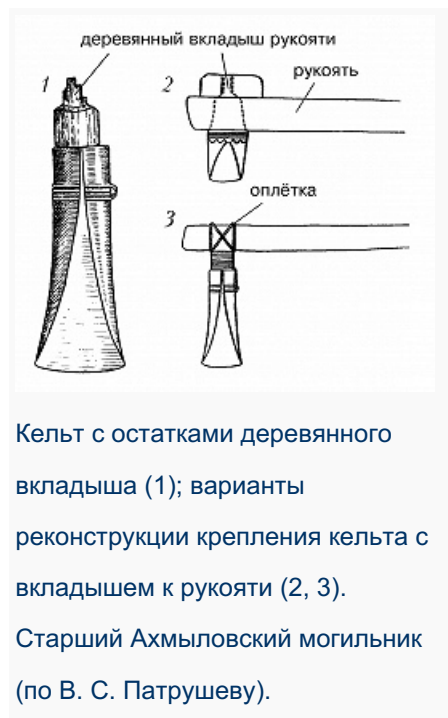 деревянный вкладыш рукояти
1
2
рукоять
оплётка
3
Кельт с остатками деревянного
вкладыша (1); варианты
реконструкции крепления кельта с
вкладышем к рукояти (2, 3).
Старший Ахмыловский могильник
(по В. С. Патрушеву).